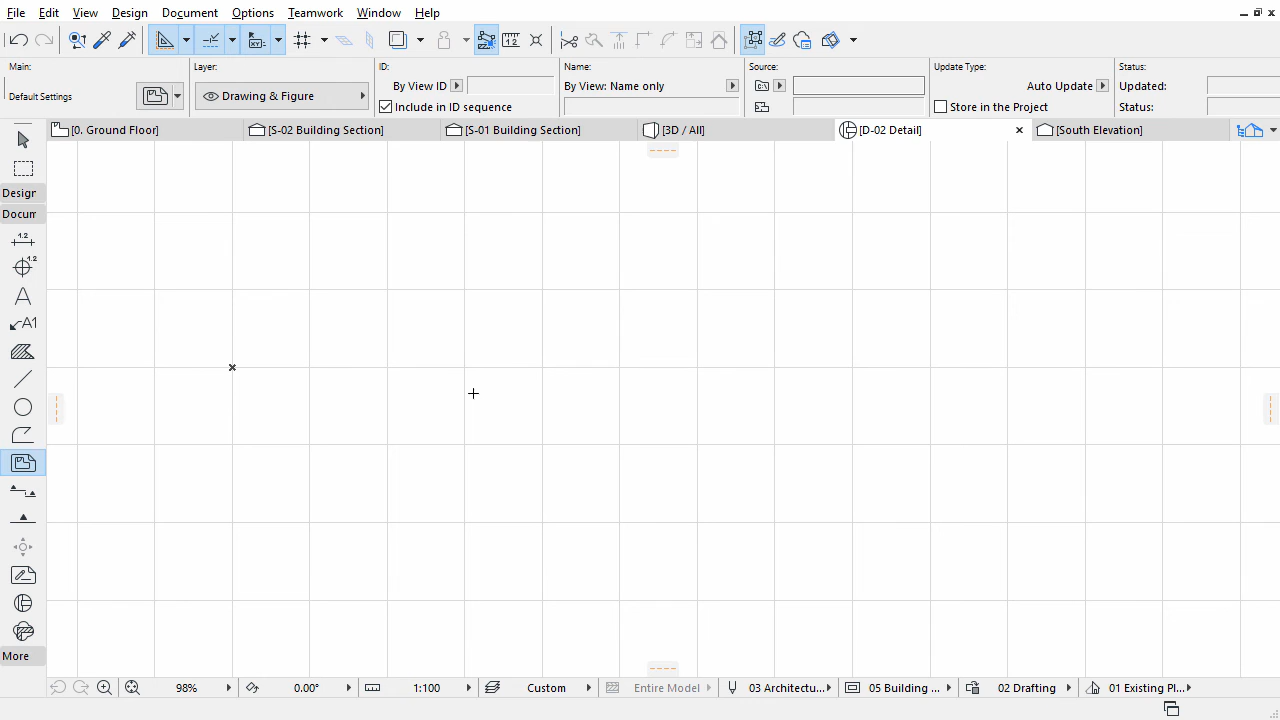 File Edit View Design Document Options Teamwork Window Help
1.2
Main: Layer: ID: Name: Source: Update Type: Status:
By View ID By View: Name only C:\ Auto Update Updated:
Default Settings Drawing & Figure Include in ID sequence Store in the Project Status:
[0. Ground Floor] [S-02 Building Section] [S-01 Building Section] [3D / All] [D-02 Detail] [South Elevation]
Design
Docum
1.2
1.2
A
A1
More
98% 0.00° 1:100 Custom Entire Model 03 Architectu... 05 Building ... 02 Drafting 01 Existing Pl...